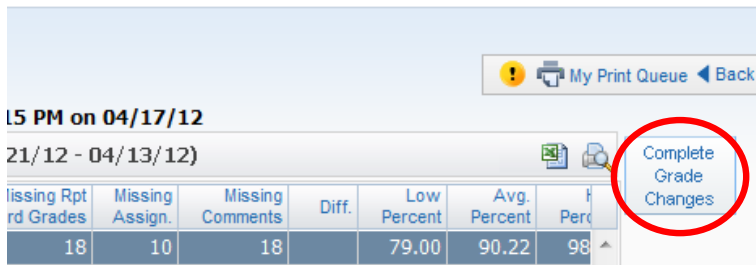 ! My Print Queue Back
15 PM on 04/17/12
21/12 - 04/13/12)
Complete
Grade
Changes
Missing Rpt Missing Missing Diff. Low Avg. H
rd Grades Assign. Comments Percent Percent Perc
18 10 18 79.00 90.22 98